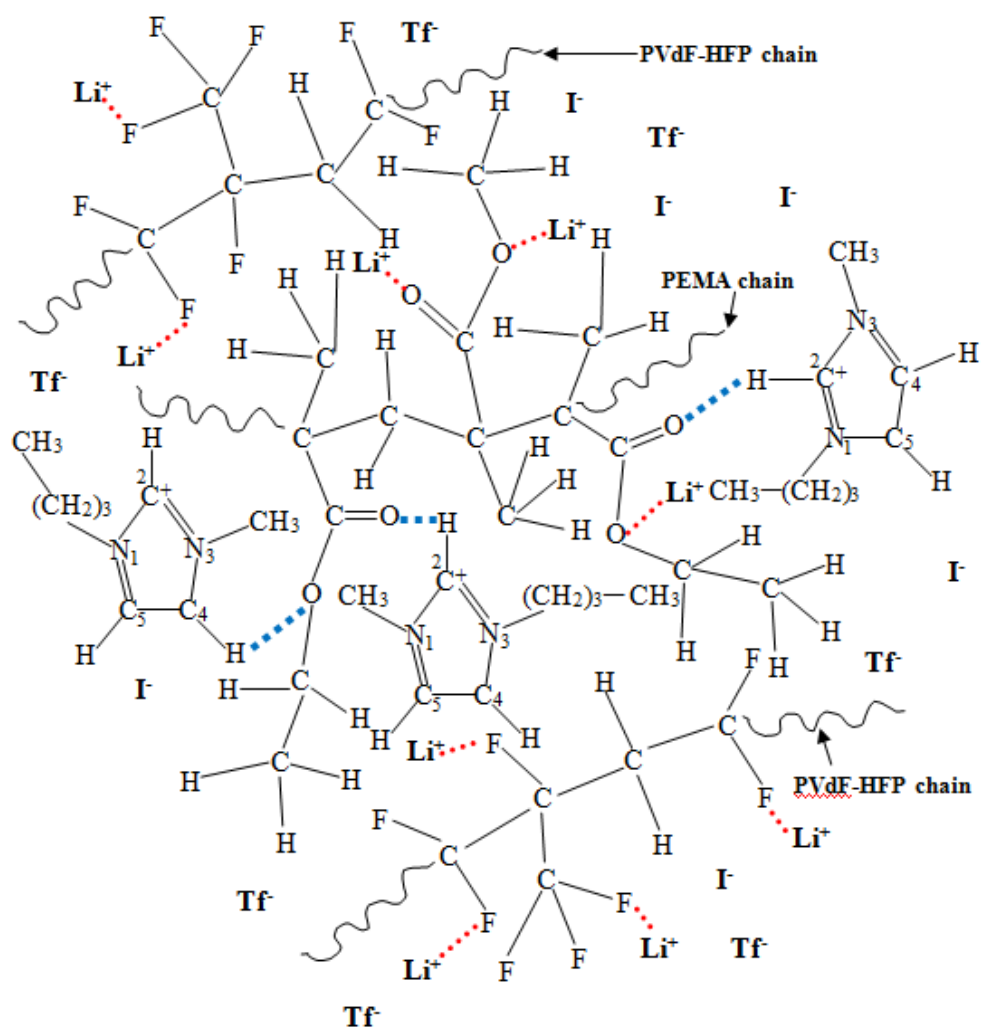 F F F Tf⁻
PVdF-HFP chain
Li⁺ C H I⁻
F C F H Tf⁻
H C H
F C C H I⁻ I⁻
F C F H Li⁺ H CH₃
Li⁺ O
H H O PEMA chain
F N₃
Li⁺ H H C H C H H
Tf⁻ C H 2 C⁺ C₄
H C C C O N₁ C₅
CH₃ H C H H
2 H Li⁺ CH₃-(CH₂)₃
(CH₂)₃ C⁺ CH₃ C O H C H
N₁ N₃ 2 O H I⁻
O CH₃ C⁺ (CH₂)₃-CH₃ C C H
C₅ C₄ N₁ N₃
H H H H H
F Tf⁻
I⁻ H C H C₅ C₄ H C
H H
Li⁺ F
H C H C F PVdF-HFP chain
C H
H F Li⁺
C C I⁻
Tf⁻ F F
Li⁺ F F Li⁺ Tf⁻
Tf⁻